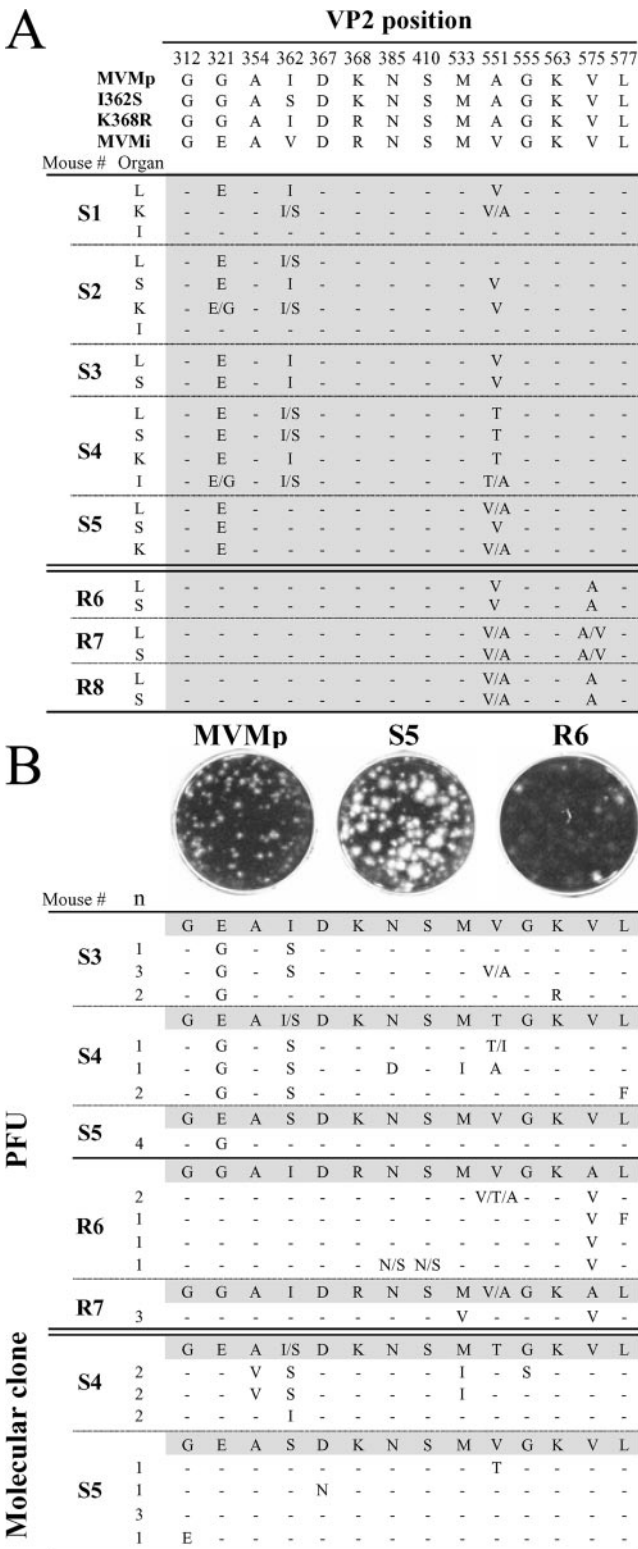 A
VP2 position
312 321 354 362 367 368 385 410 533 551 555 563 575 577
MVMp G G A I D K N S M A G K V L
I362S G G A S D K N S M A G K V L
K368R G G A I D R N S M A G K V L
MVMi G E A V D R N S M V G K V L
Mouse # Organ
S1
L - E - I - - - - - V - - - -
K - - - I/S - - - - - V/A - - - -
I - - - - - - - - - - - - - -
S2
L - E - I/S - - - - - - - - - -
S - E - I - - - - - V - - - -
K - E/G - I/S - - - - - V - - - -
I - - - - - - - - - - - - - -
S3
L - E - I - - - - - V - - - -
S - E - I - - - - - V - - - -
S4
L - E - I/S - - - - - T - - - -
S - E - I/S - - - - - T - - - -
K - E - I - - - - - T - - - -
I - E/G - I/S - - - - - T/A - - - -
S5
L - E - - - - - - - V/A - - - -
S - E - - - - - - - V - - - -
K - E - - - - - - - V/A - - - -
R6
L - - - - - - - - - V - - A -
S - - - - - - - - - V - - A -
R7
L - - - - - - - - - V/A - - A/V -
S - - - - - - - - - V/A - - A/V -
R8
L - - - - - - - - - V/A - - A -
S - - - - - - - - - V/A - - A -
B
MVMp S5 R6
Mouse # n
PFU
S3
G E A I D K N S M V G K V L
1 - G - S - - - - - - - - - -
3 - G - S - - - - - V/A - - - -
2 - G - - - - - - - - - R - -
S4
G E A I/S D K N S M T G K V L
1 - G - S - - - - - T/I - - - -
1 - G - S - - D - I A - - - -
2 - G - S - - - - - - - - - F
S5
G E A S D K N S M V G K V L
4 - G - - - - - - - - - - - -
R6
G G A I D R N S M V G K A L
2 - - - - - - - - - V/T/A - - V -
1 - - - - - - - - - - - - V F
1 - - - - - - - - - - - - V -
1 - - - - - - N/S N/S - - - - V -
R7
G G A I D R N S M V/A G K A L
3 - - - - - - - - V - - - V -
Molecular clone
S4
G E A I/S D K N S M T G K V L
2 - - V S - - - - I - S - - -
2 - - V S - - - - I - - - - -
2 - - - I - - - - - - - - - -
S5
G E A S D K N S M V G K V L
1 - - - - - - - - - T - - - -
1 - - - - N - - - - - - - - -
3 - - - - - - - - - - - - - -
1 E - - - - - - - - - - - - -